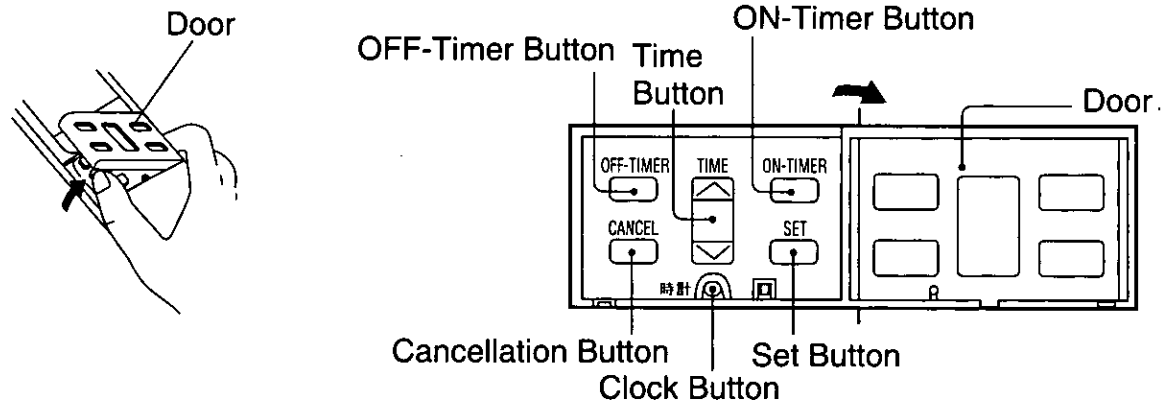 Door
ON-Timer Button
OFF-Timer Button
Time
Button
Door
OFF-TIMER
TIME
ON-TIMER
CANCEL
SET
時計
Cancellation Button
Set Button
Clock Button